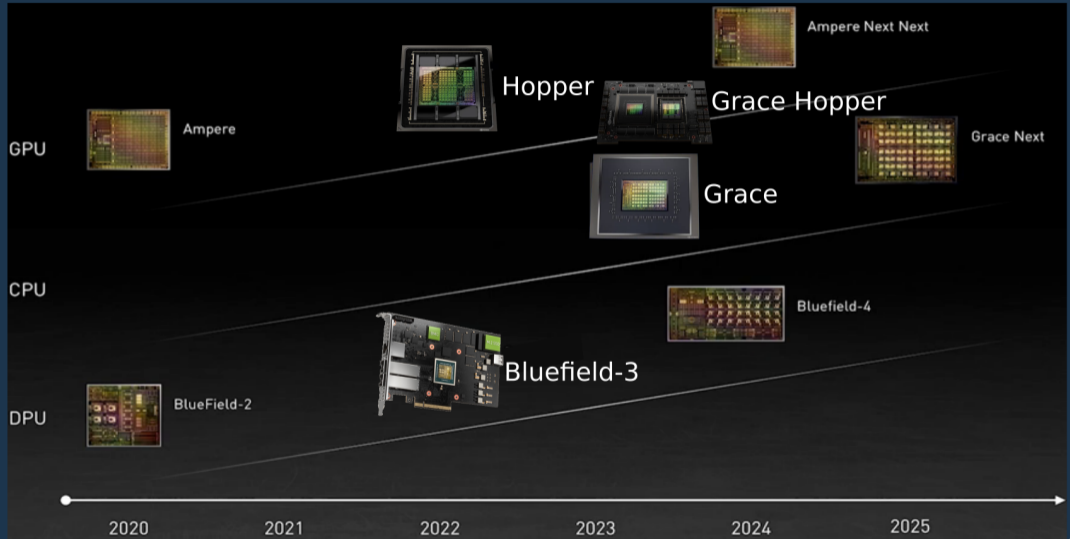 Ampere Next Next
Hopper
Grace Hopper
Ampere
GPU
Grace Next
Grace
CPU
Bluefield-4
Bluefield-3
BlueField-2
DPU
2020 2021 2022 2023 2024 2025